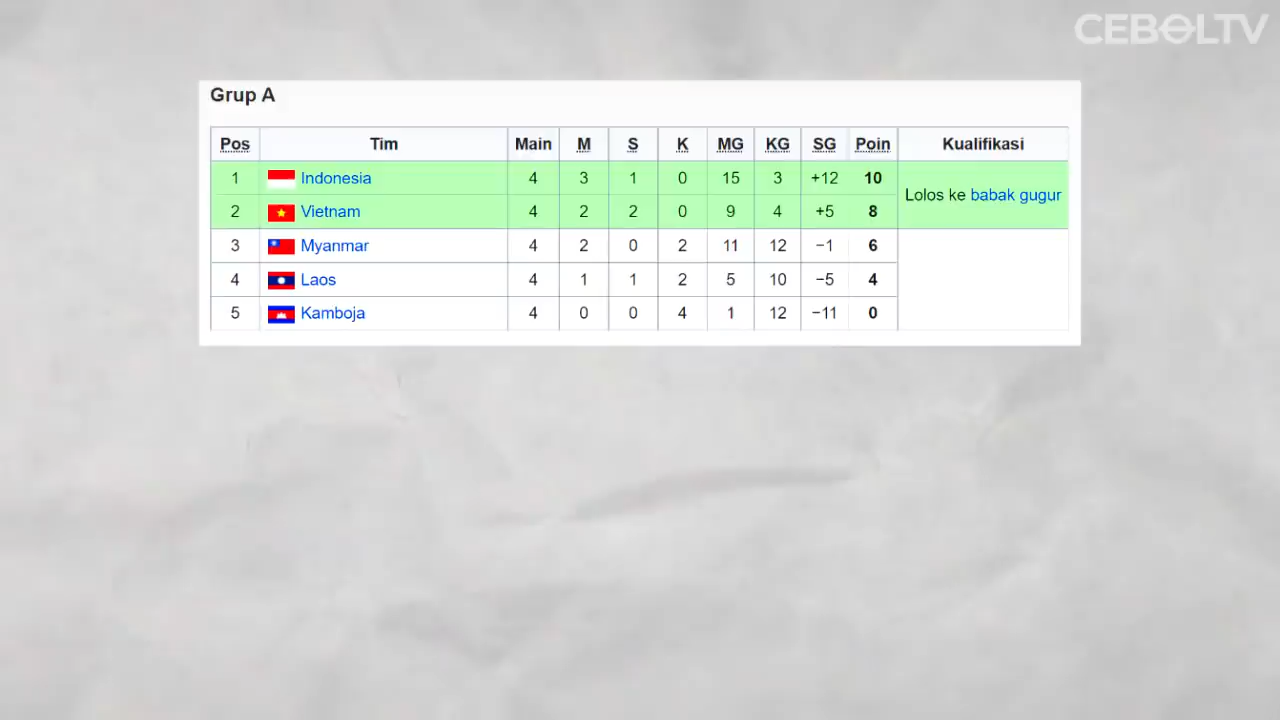 CEBOLTV
Grup A
Pos Tim Main M S K MG KG SG Poin Kualifikasi
1 Indonesia 4 3 1 0 15 3 +12 10 Lolos ke babak gugur
2 Vietnam 4 2 2 0 9 4 +5 8
3 Myanmar 4 2 0 2 11 12 −1 6
4 Laos 4 1 1 2 5 10 −5 4
5 Kamboja 4 0 0 4 1 12 −11 0